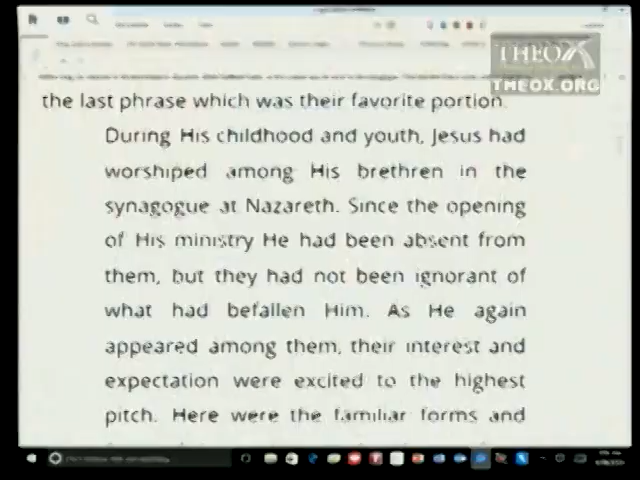 THEOX
THEOX.ORG
the last phrase which was their favorite portion.
During His childhood and youth, Jesus had
worshiped among His brethren in the
synagogue at Nazareth. Since the opening
of His ministry He had been absent from
them, but they had not been ignorant of
what had befallen Him. As He again
appeared among them, their interest and
expectation were excited to the highest
pitch. Here were the familiar forms and